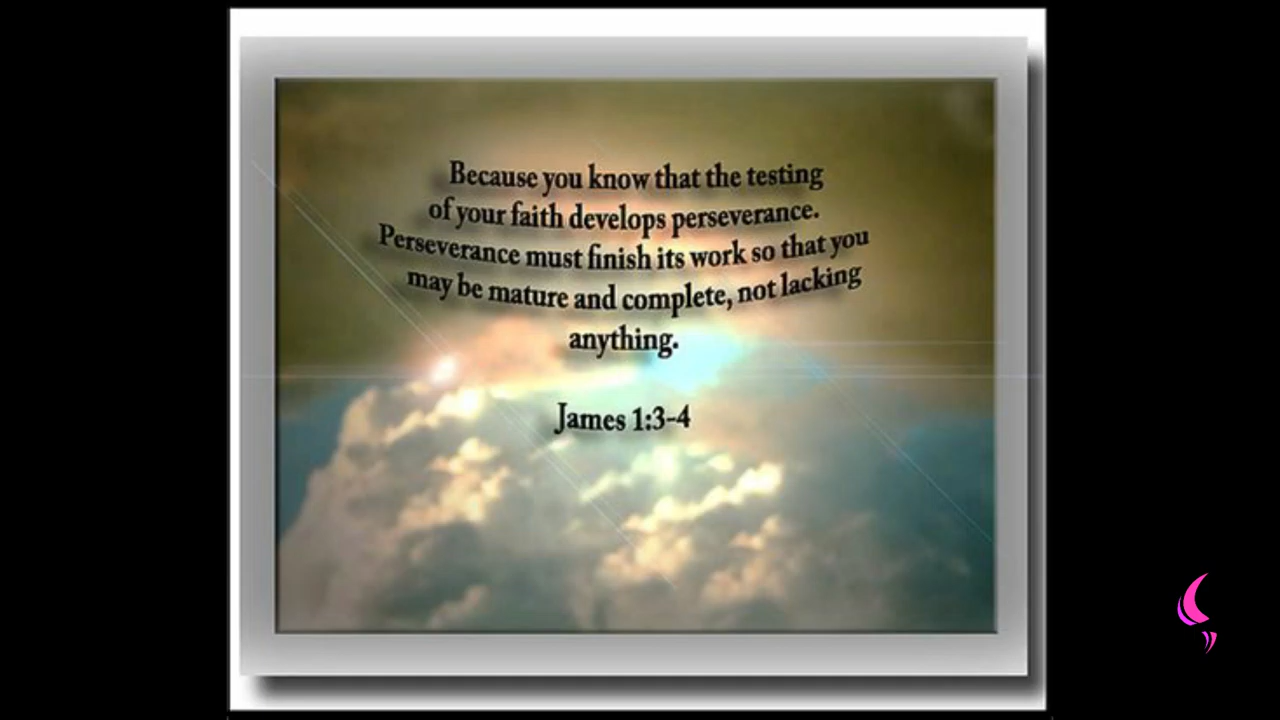 Because you know that the testing
of your faith develops perseverance.
Perseverance must finish its work so that you
may be mature and complete, not lacking
anything.
James 1:3-4